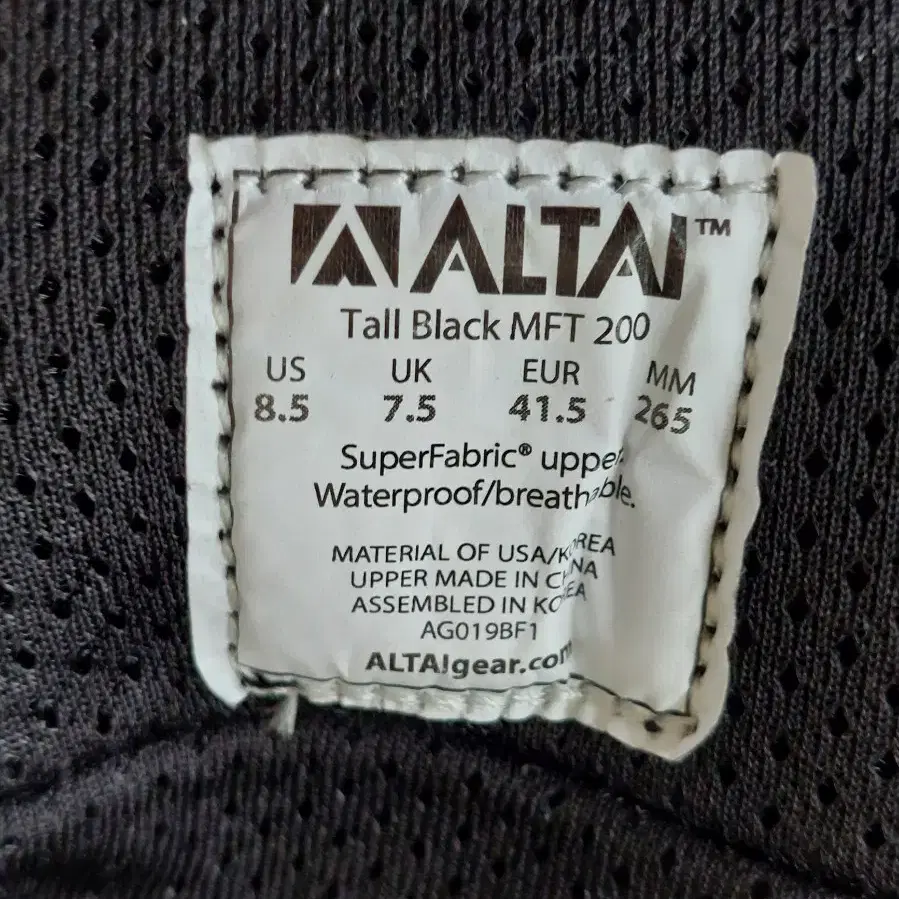 ALTAI™
Tall Black MFT 200
US UK EUR MM
8.5 7.5 41.5 265
SuperFabric® upper.
Waterproof/breathable.
MATERIAL OF USA/KOREA
UPPER MADE IN CHINA
ASSEMBLED IN KOREA
AG019BF1
ALTAIgear.com